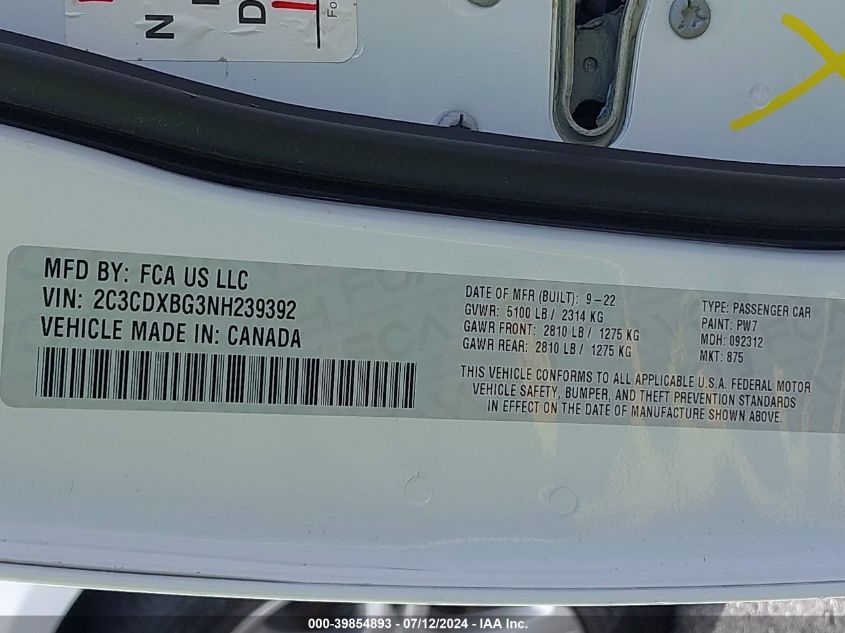 N
D
Fo
MFD BY: FCA US LLC
VIN: 2C3CDXBG3NH239392
VEHICLE MADE IN: CANADA
DATE OF MFR (BUILT): 9-22
GVWR: 5100 LB / 2314 KG
GAWR FRONT: 2810 LB / 1275 KG
GAWR REAR: 2810 LB / 1275 KG
TYPE: PASSENGER CAR
PAINT: PW7
MDH: 092312
MKT: 875
THIS VEHICLE CONFORMS TO ALL APPLICABLE U.S.A. FEDERAL MOTOR
VEHICLE SAFETY, BUMPER, AND THEFT PREVENTION STANDARDS
IN EFFECT ON THE DATE OF MANUFACTURE SHOWN ABOVE.
000-39854893 - 07/12/2024 - IAA Inc.